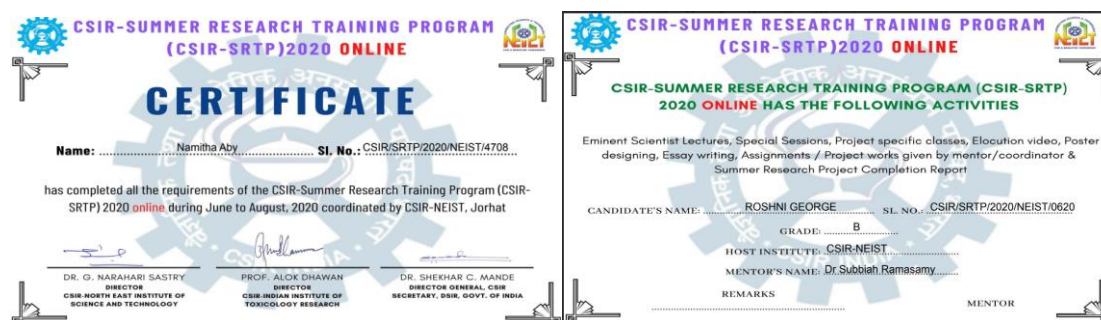 CSIR-SUMMER RESEARCH TRAINING PROGRAM
(CSIR-SRTP)2020 ONLINE
CERTIFICATE
Name: Namitha Aby Sl. No.: CSIR/SRTP/2020/NEIST/4708
has completed all the requirements of the CSIR-Summer Research Training Program (CSIR-
SRTP) 2020 online during June to August, 2020 coordinated by CSIR-NEIST, Jorhat
DR. G. NARAHARI SASTRY
DIRECTOR
CSIR-NORTH EAST INSTITUTE OF
SCIENCE AND TECHNOLOGY
PROF. ALOK DHAWAN
DIRECTOR
CSIR-INDIAN INSTITUTE OF
TOXICOLOGY RESEARCH
DR. SHEKHAR C. MANDE
DIRECTOR GENERAL, CSIR
SECRETARY, DSIR, GOVT. OF INDIA
CSIR-SUMMER RESEARCH TRAINING PROGRAM
(CSIR-SRTP)2020 ONLINE
CSIR-SUMMER RESEARCH TRAINING PROGRAM (CSIR-SRTP)
2020 ONLINE HAS THE FOLLOWING ACTIVITIES
Eminent Scientist Lectures, Special Sessions, Project specific classes, Elocution video, Poster
designing, Essay writing, Assignments / Project works given by mentor/coordinator &
Summer Research Project Completion Report
CANDIDATE'S NAME: ROSHNI GEORGE SL. NO.: CSIR/SRTP/2020/NEIST/0620
GRADE: B
HOST INSTITUTE: CSIR-NEIST
MENTOR'S NAME: Dr Subbiah Ramasamy
REMARKS
MENTOR